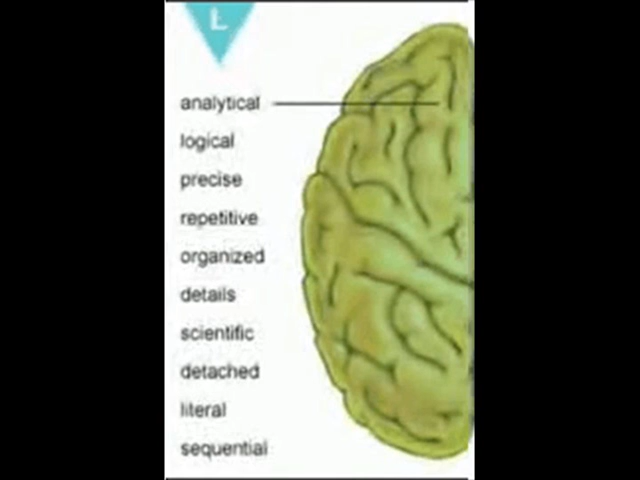 L
analytical
logical
precise
repetitive
organized
details
scientific
detached
literal
sequential